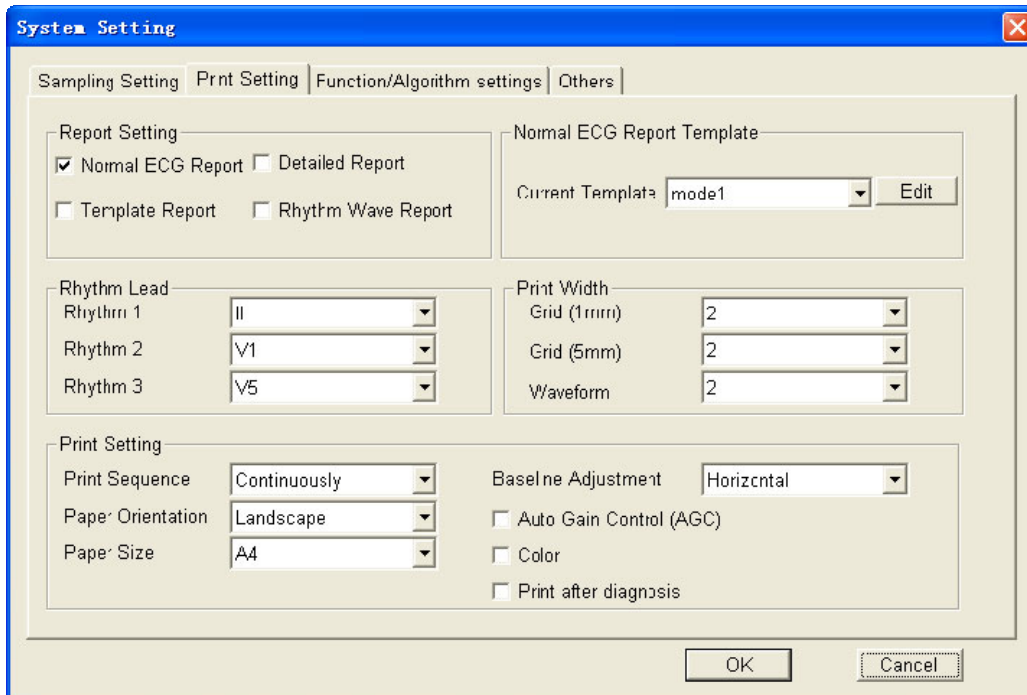 System Setting
Sampling Setting Print Setting Function/Algorithm settings Others
Report Setting
Normal ECG Report Detailed Report
Template Report Rhythm Wave Report
Normal ECG Report Template
Current Template mode1 Edit
Rhythm Lead
Rhythm 1 II
Rhythm 2 V1
Rhythm 3 V5
Print Width
Grid (1mm) 2
Grid (5mm) 2
Waveform 2
Print Setting
Print Sequence Continuously
Paper Orientation Landscape
Paper Size A4
Baseline Adjustment Horizontal
Auto Gain Control (AGC)
Color
Print after diagnosis
OK Cancel